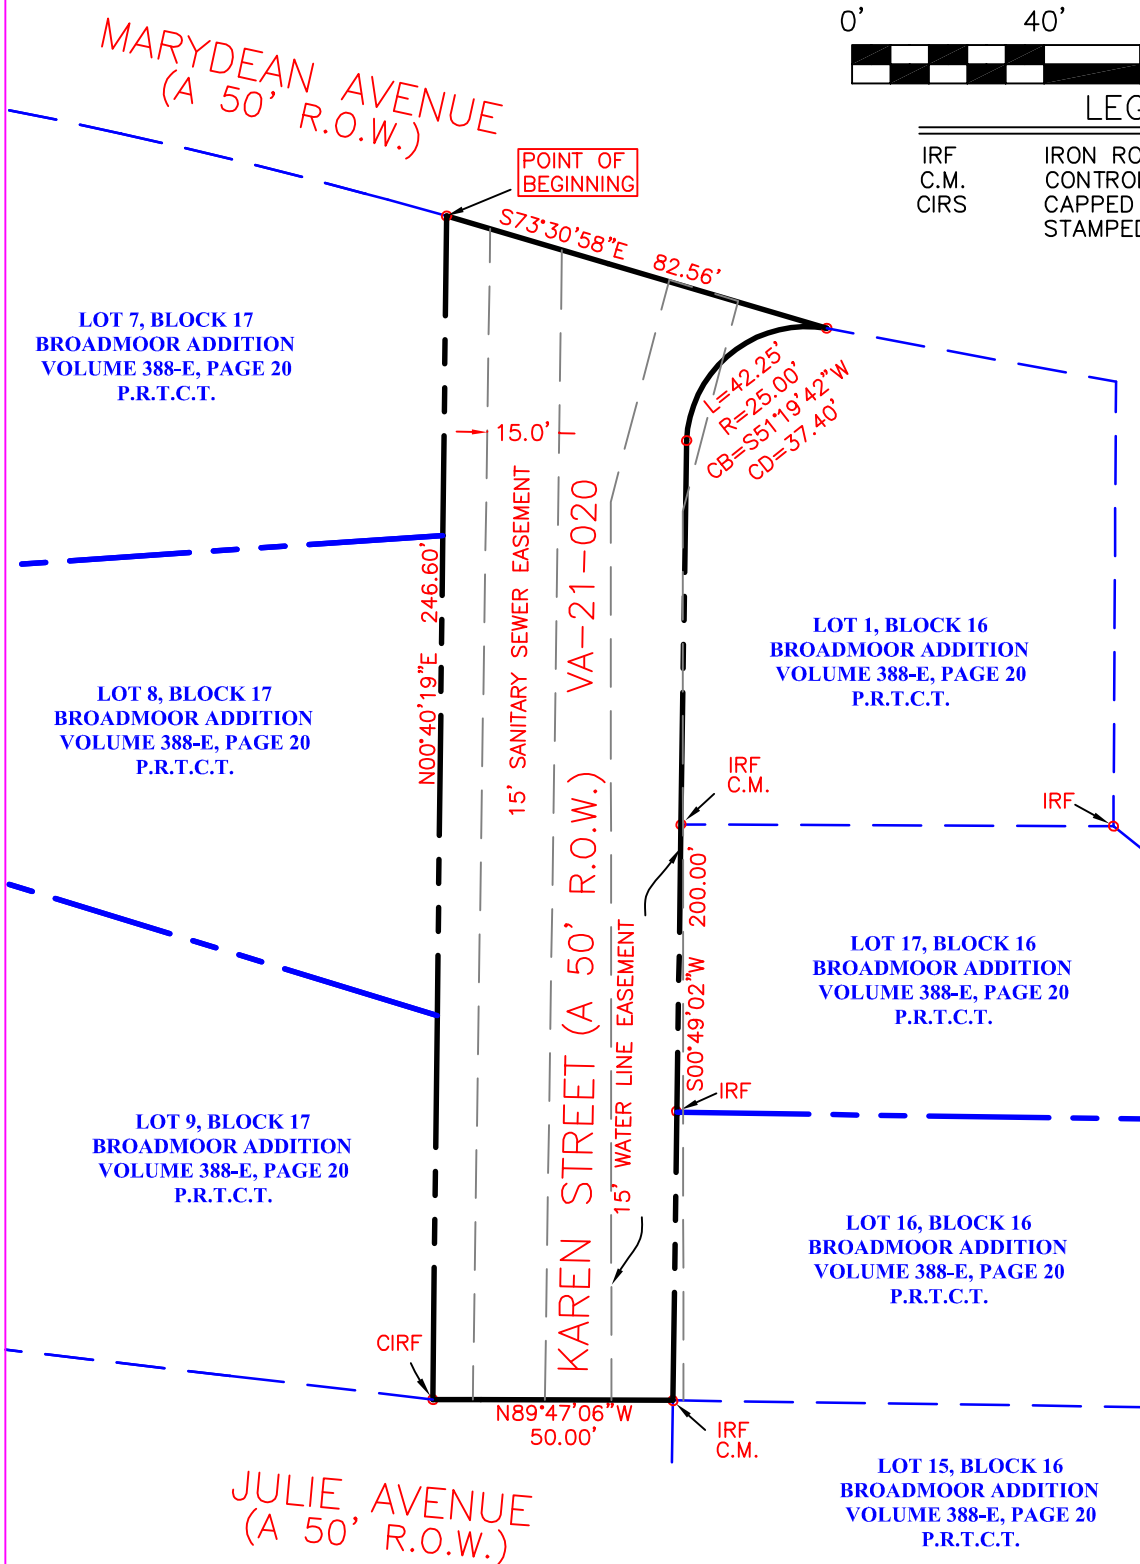 0' 40'
LEG
IRF IRON RO
C.M. CONTROL
CIRS CAPPED
STAMPED
MARYDEAN AVENUE
(A 50' R.O.W.)
POINT OF
BEGINNING
S73°30'58"E 82.56'
LOT 7, BLOCK 17
BROADMOOR ADDITION
VOLUME 388-E, PAGE 20
P.R.T.C.T.
L=42.25'
R=25.00'
CB=S51°19'42"W
CD=37.40'
15.0'
15' SANITARY SEWER EASEMENT
VA-21-020
N00°40'19"E 246.60'
LOT 1, BLOCK 16
BROADMOOR ADDITION
VOLUME 388-E, PAGE 20
P.R.T.C.T.
LOT 8, BLOCK 17
BROADMOOR ADDITION
VOLUME 388-E, PAGE 20
P.R.T.C.T.
IRF
C.M.
IRF
KAREN STREET (A 50' R.O.W.)
15' WATER LINE EASEMENT
S00°49'02"W 200.00'
LOT 17, BLOCK 16
BROADMOOR ADDITION
VOLUME 388-E, PAGE 20
P.R.T.C.T.
IRF
LOT 9, BLOCK 17
BROADMOOR ADDITION
VOLUME 388-E, PAGE 20
P.R.T.C.T.
LOT 16, BLOCK 16
BROADMOOR ADDITION
VOLUME 388-E, PAGE 20
P.R.T.C.T.
CIRF
N89°47'06"W
50.00'
IRF
C.M.
JULIE AVENUE
(A 50' R.O.W.)
LOT 15, BLOCK 16
BROADMOOR ADDITION
VOLUME 388-E, PAGE 20
P.R.T.C.T.